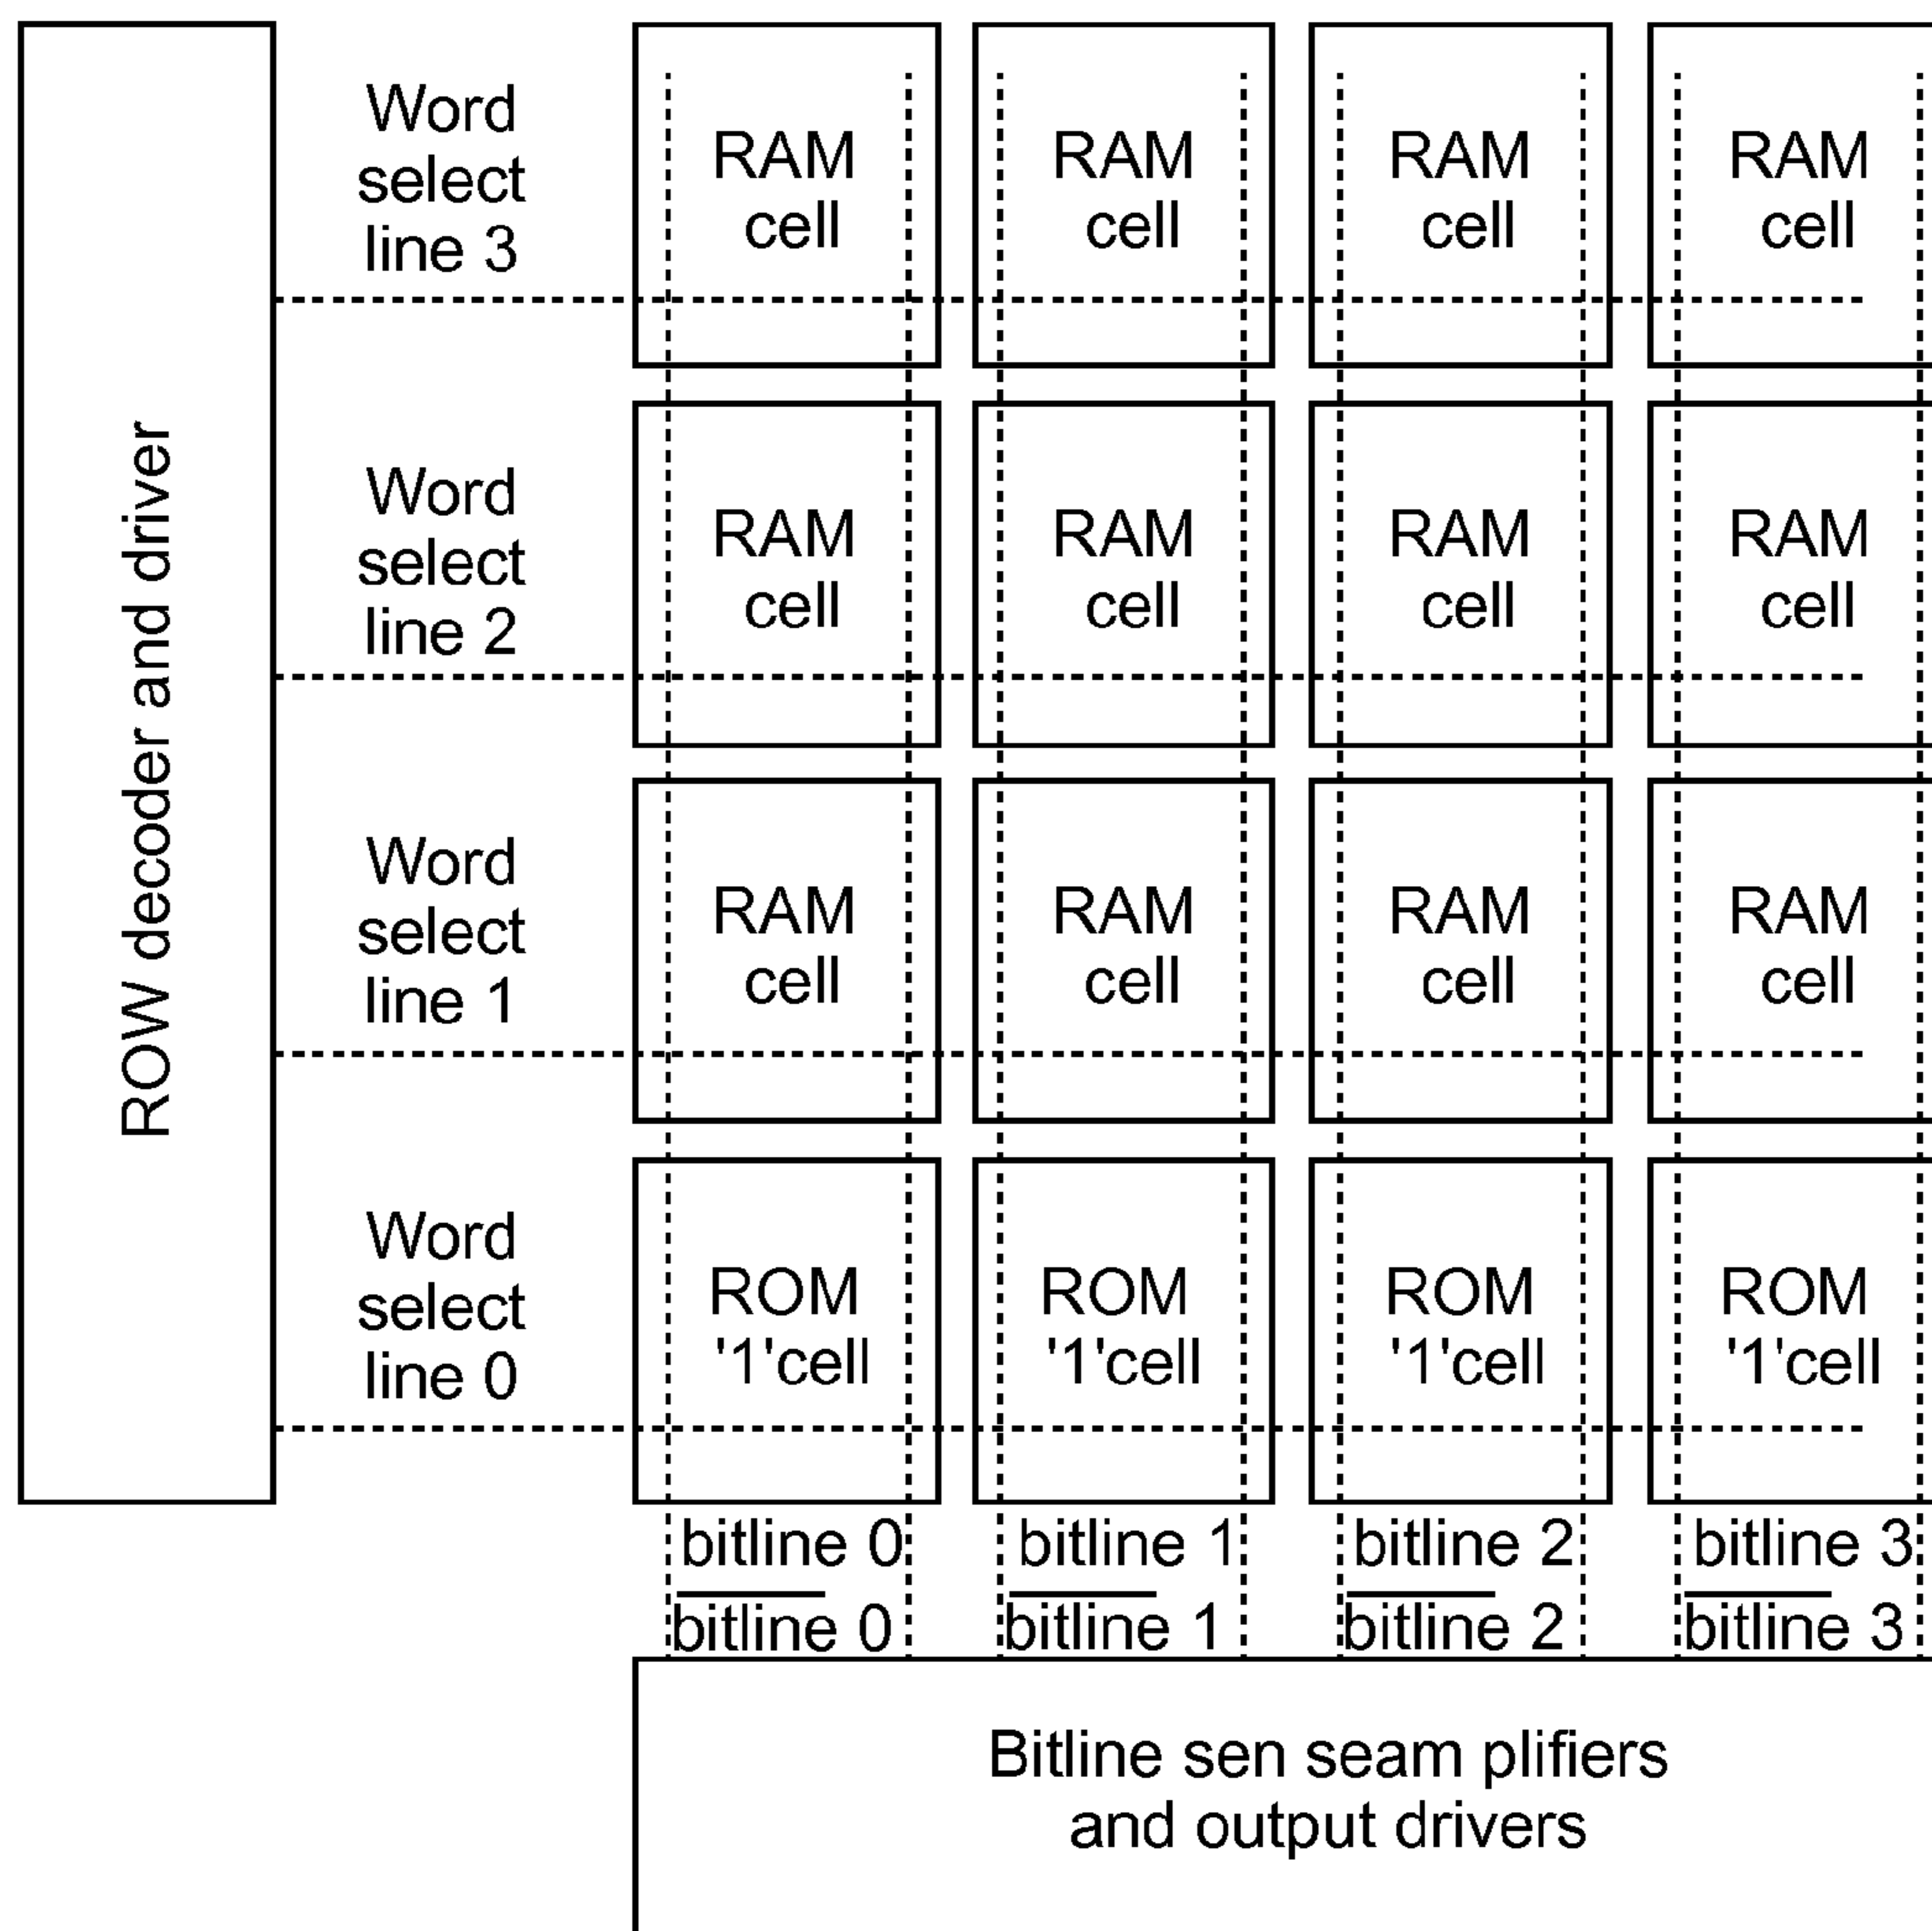 ROW decoder and driver
Word
select
line 3
RAM
cell
RAM
cell
RAM
cell
RAM
cell
Word
select
line 2
RAM
cell
RAM
cell
RAM
cell
RAM
cell
Word
select
line 1
RAM
cell
RAM
cell
RAM
cell
RAM
cell
Word
select
line 0
ROM
'1'cell
ROM
'1'cell
ROM
'1'cell
ROM
'1'cell
bitline 0
bitline 0
bitline 1
bitline 1
bitline 2
bitline 2
bitline 3
bitline 3
Bitline sen seam plifiers
and output drivers